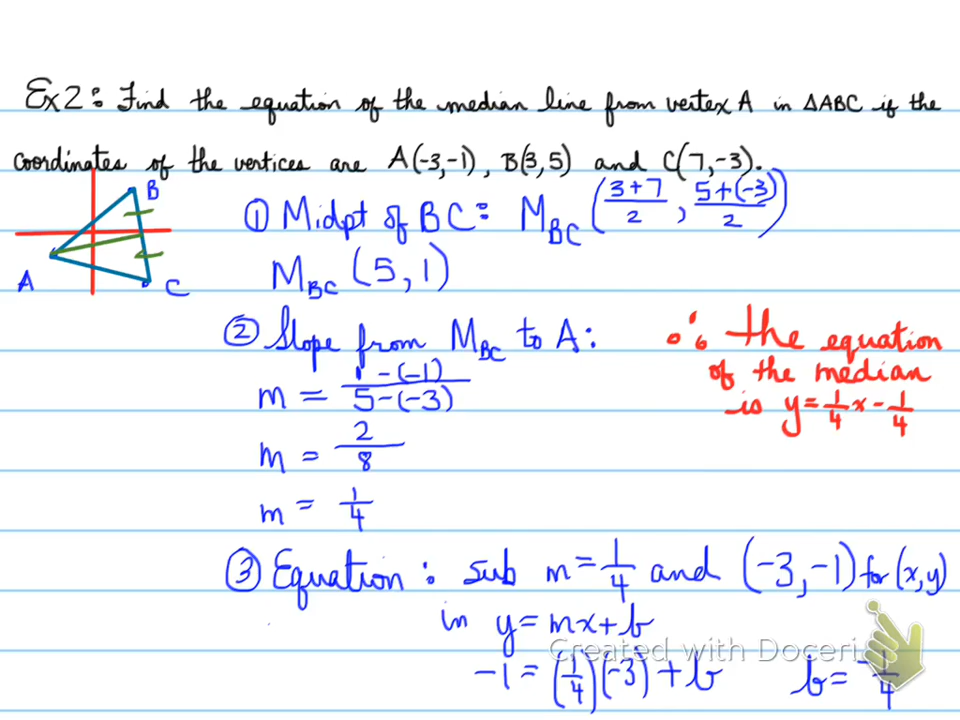 Ex2: Find the equation of the median line from vertex A in △ABC if the
coordinates of the vertices are A(-3,-1), B(3,5) and C(7,-3).
B
A
C
① Midpt of BC: M_BC (3+7/2, 5+(-3)/2)
M_BC (5,1)
② Slope from M_BC to A:
m = 1-(-1)/5-(-3)
m = 2/8
m = 1/4
∴ the equation
of the median
is y=1/4x-1/4
③ Equation: sub m=1/4 and (-3,-1) for (x,y)
in y=mx+b
Created with Doceri
-1 = (1/4)(-3)+b b=-1/4